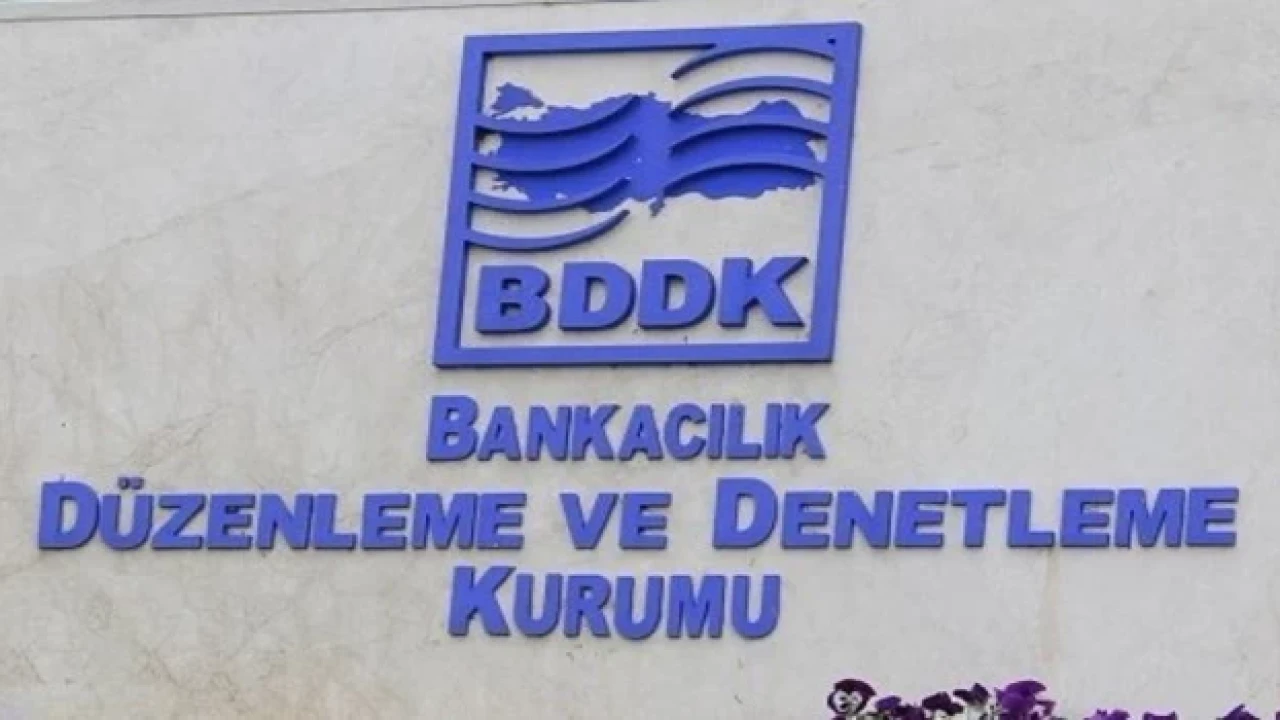 BDDK
BANKACILIK
DÜZENLEME VE DENETLEME
KURUMU